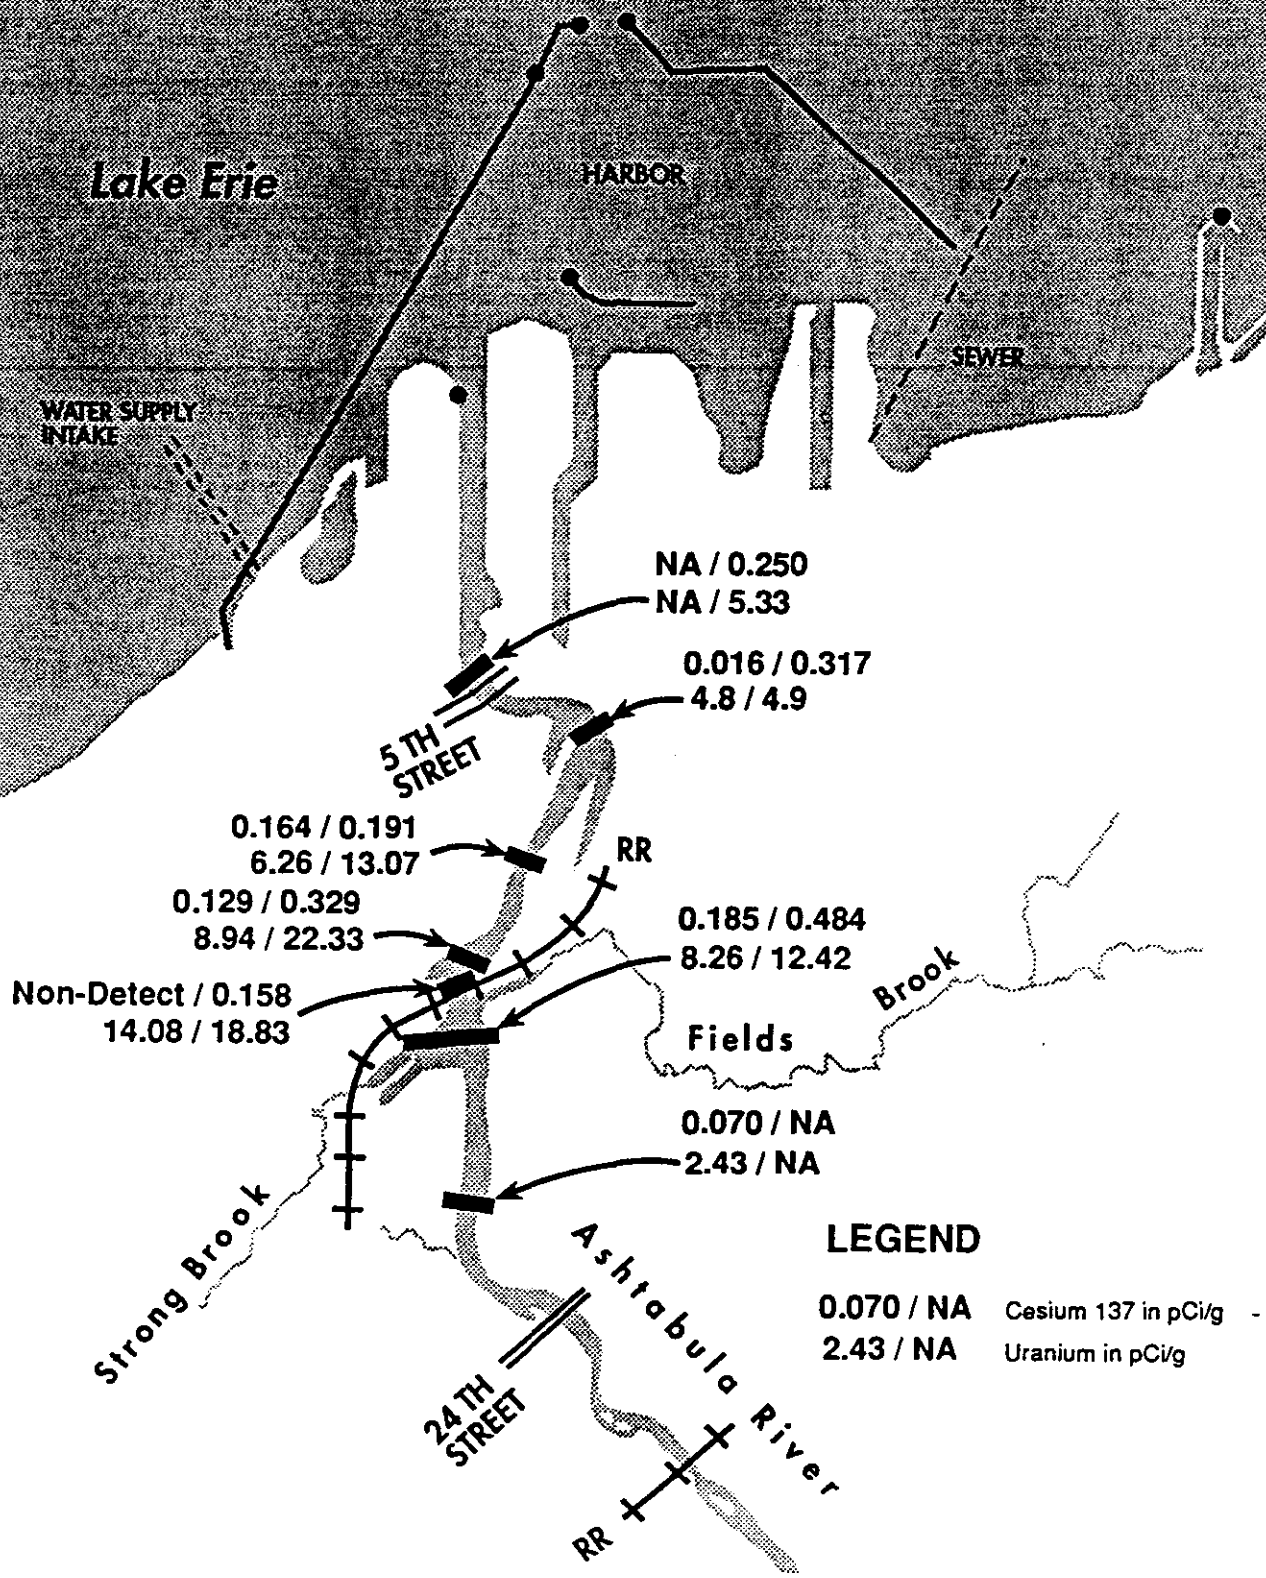 Lake Erie
HARBOR
SEWER
WATER SUPPLY
INTAKE
NA / 0.250
NA / 5.33
0.016 / 0.317
4.8 / 4.9
5 TH
STREET
0.164 / 0.191
6.26 / 13.07
RR
0.129 / 0.329
8.94 / 22.33
0.185 / 0.484
8.26 / 12.42
Non-Detect / 0.158
14.08 / 18.83
Fields Brook
0.070 / NA
2.43 / NA
Strong Brook
Ashtabula River
24 TH
STREET
RR
LEGEND
0.070 / NA Cesium 137 in pCi/g -
2.43 / NA Uranium in pCi/g